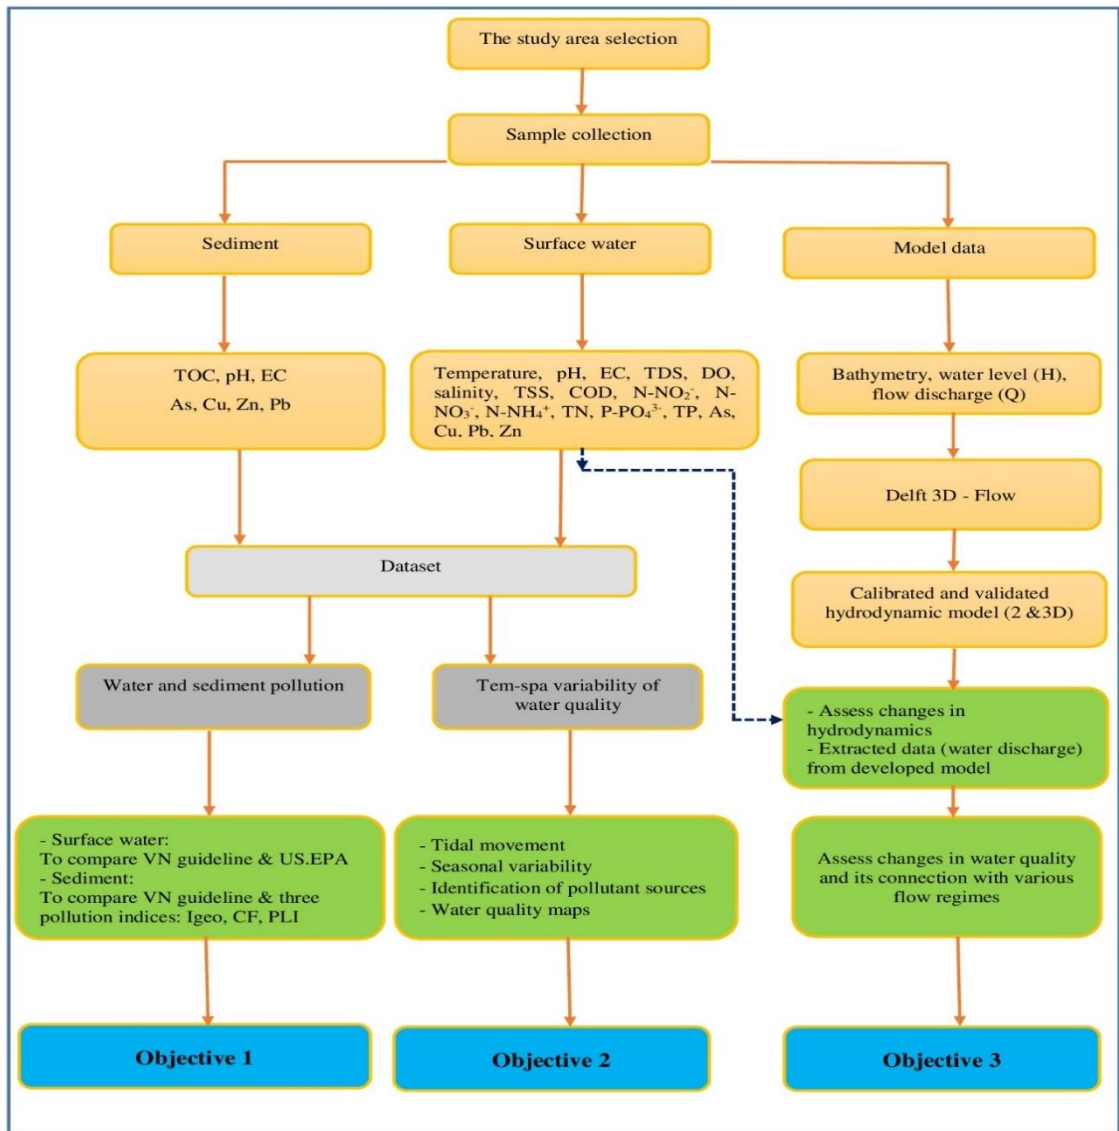 The study area selection
Sample collection
Sediment
Surface water
Model data
TOC, pH, EC
As, Cu, Zn, Pb
Temperature, pH, EC, TDS, DO,
salinity, TSS, COD, N-NO₂⁻, N-
NO₃⁻, N-NH₄⁺, TN, P-PO₄³⁻, TP, As,
Cu, Pb, Zn
Bathymetry, water level (H),
flow discharge (Q)
Delft 3D - Flow
Dataset
Calibrated and validated
hydrodynamic model (2 &3D)
Water and sediment pollution
Tem-spa variability of
water quality
- Assess changes in
hydrodynamics
- Extracted data (water discharge)
from developed model
- Surface water:
To compare VN guideline & US.EPA
- Sediment:
To compare VN guideline & three
pollution indices: Igeo, CF, PLI
- Tidal movement
- Seasonal variability
- Identification of pollutant sources
- Water quality maps
Assess changes in water quality
and its connection with various
flow regimes
Objective 1
Objective 2
Objective 3